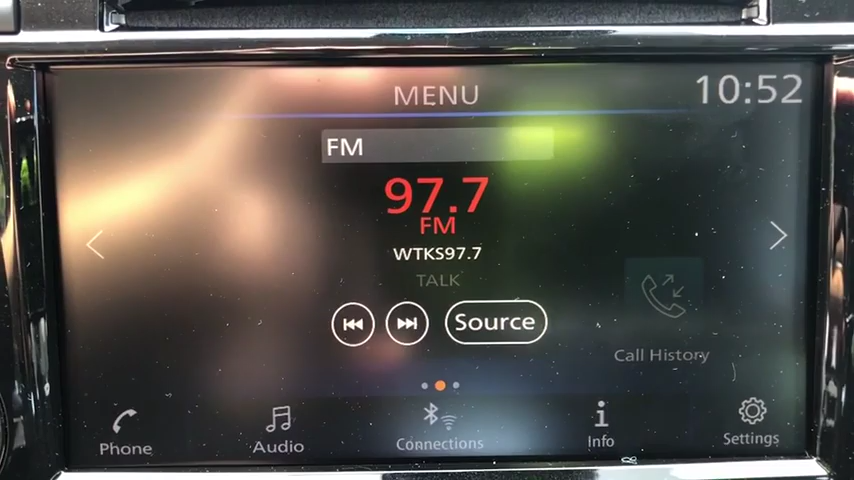 MENU
10:52
FM
97.7
FM
WTKS97.7
TALK
Source
Call History
Phone
Audio
Connections
Info
Settings